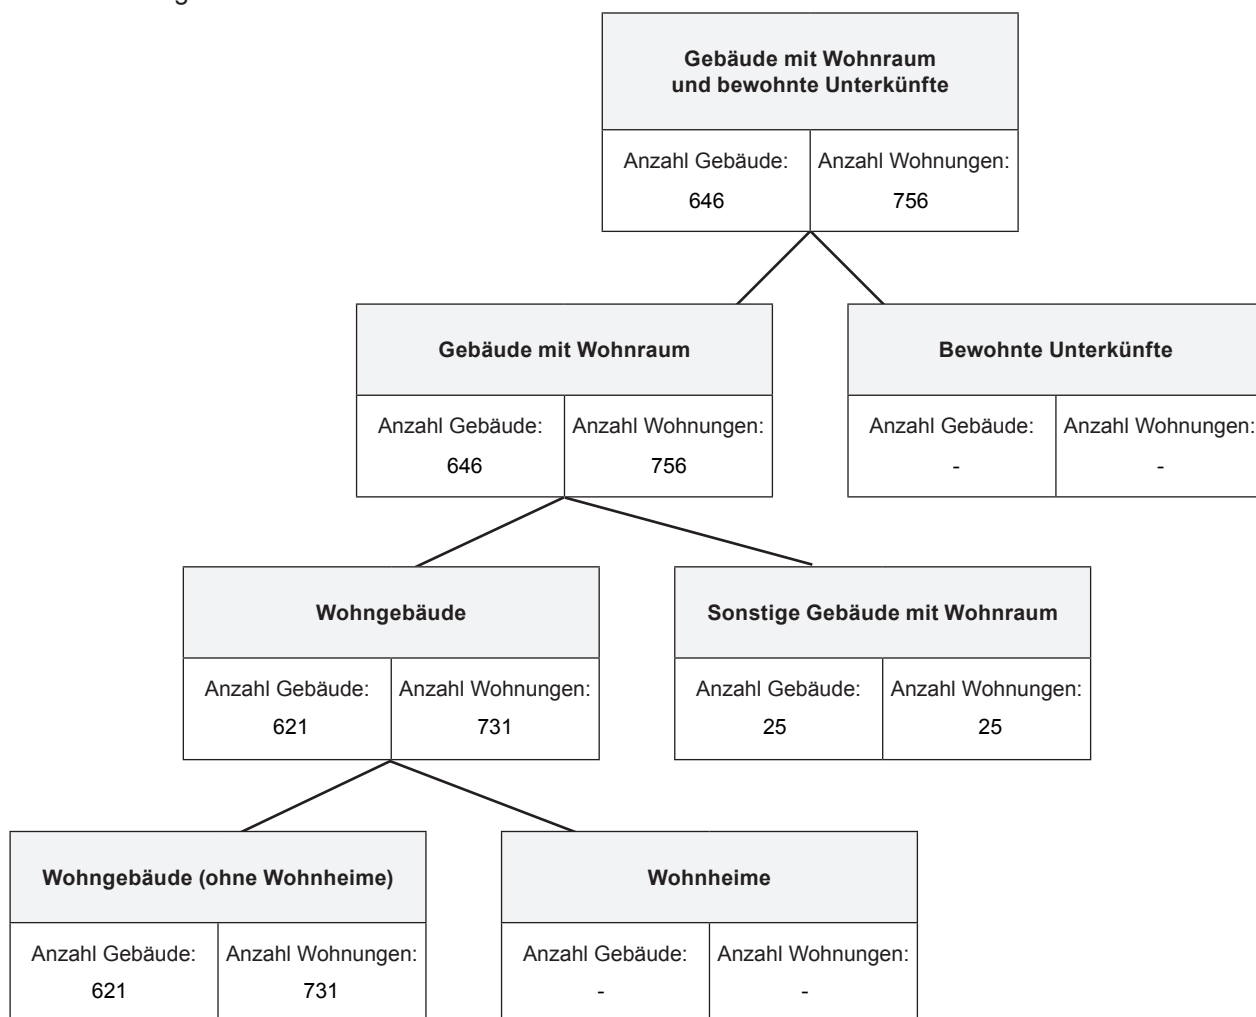 Gebäude mit Wohnraum
und bewohnte Unterkünfte
Anzahl Gebäude: Anzahl Wohnungen:
646 756
Gebäude mit Wohnraum
Anzahl Gebäude: Anzahl Wohnungen:
646 756
Bewohnte Unterkünfte
Anzahl Gebäude: Anzahl Wohnungen:
- -
Wohngebäude
Anzahl Gebäude: Anzahl Wohnungen:
621 731
Sonstige Gebäude mit Wohnraum
Anzahl Gebäude: Anzahl Wohnungen:
25 25
Wohngebäude (ohne Wohnheime)
Anzahl Gebäude: Anzahl Wohnungen:
621 731
Wohnheime
Anzahl Gebäude: Anzahl Wohnungen:
- -